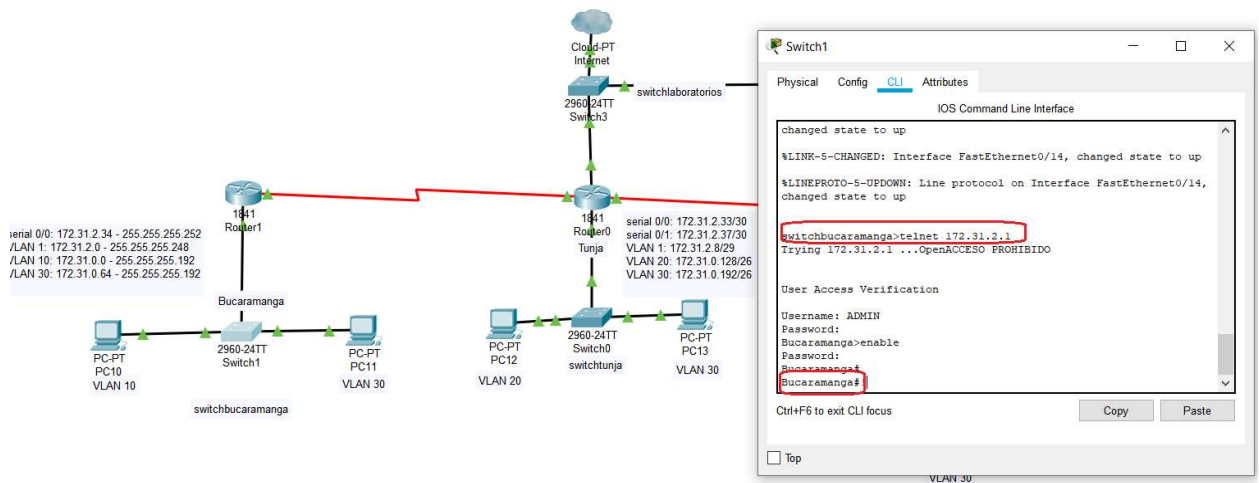 Cloud-PT
Internet
2960-24TT
Switch3
switchlaboratorios
1841
Router1
serial 0/0: 172.31.2.34 - 255.255.255.252
VLAN 1: 172.31.2.0 - 255.255.255.248
VLAN 10: 172.31.0.0 - 255.255.255.192
VLAN 30: 172.31.0.64 - 255.255.255.192
1841
Router0
Tunja
serial 0/0: 172.31.2.33/30
serial 0/1: 172.31.2.37/30
VLAN 1: 172.31.2.8/29
VLAN 20: 172.31.0.128/26
VLAN 30: 172.31.0.192/26
Bucaramanga
PC-PT
PC10
VLAN 10
2960-24TT
Switch1
PC-PT
PC11
VLAN 30
switchbucaramanga
PC-PT
PC12
VLAN 20
2960-24TT
Switch0
switchtunja
PC-PT
PC13
VLAN 30
Switch1
Physical Config CLI Attributes
IOS Command Line Interface
changed state to up
%LINK-5-CHANGED: Interface FastEthernet0/14, changed state to up
%LINEPROTO-5-UPDOWN: Line protocol on Interface FastEthernet0/14,
changed state to up
switchbucaramanga>telnet 172.31.2.1
Trying 172.31.2.1 ...OpenACCESO PROHIBIDO
User Access Verification
Username: ADMIN
Password:
Bucaramanga>enable
Password:
Bucaramanga#
Bucaramanga#
Ctrl+F6 to exit CLI focus
Copy Paste
Top
VLAN 30